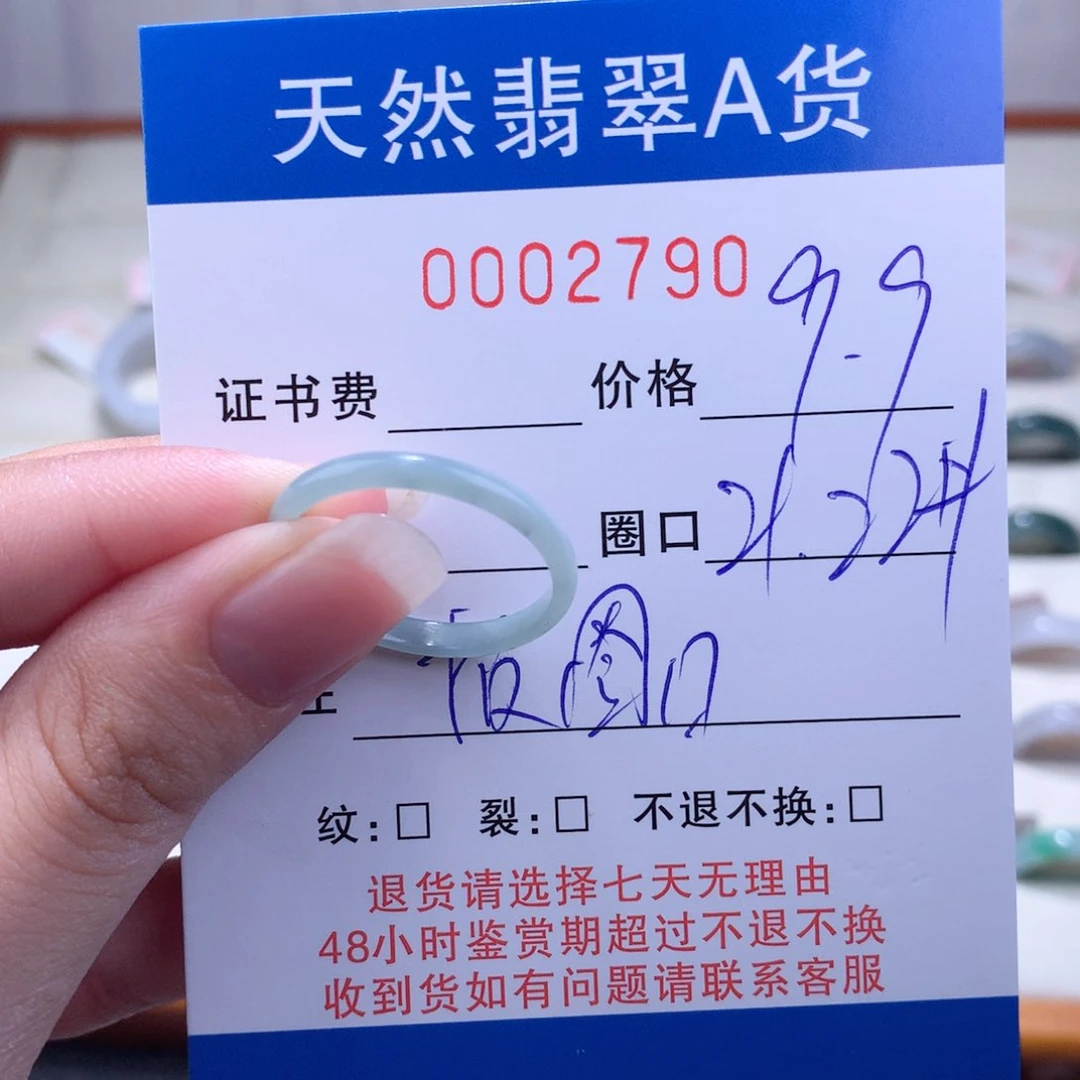 天然翡翠A货
0002790
证书费 价格 9.9
圈口
圈口
纹:□ 裂:□ 不退不换:□
退货请选择七天无理由
48小时鉴赏期超过不退不换
收到货如有问题请联系客服